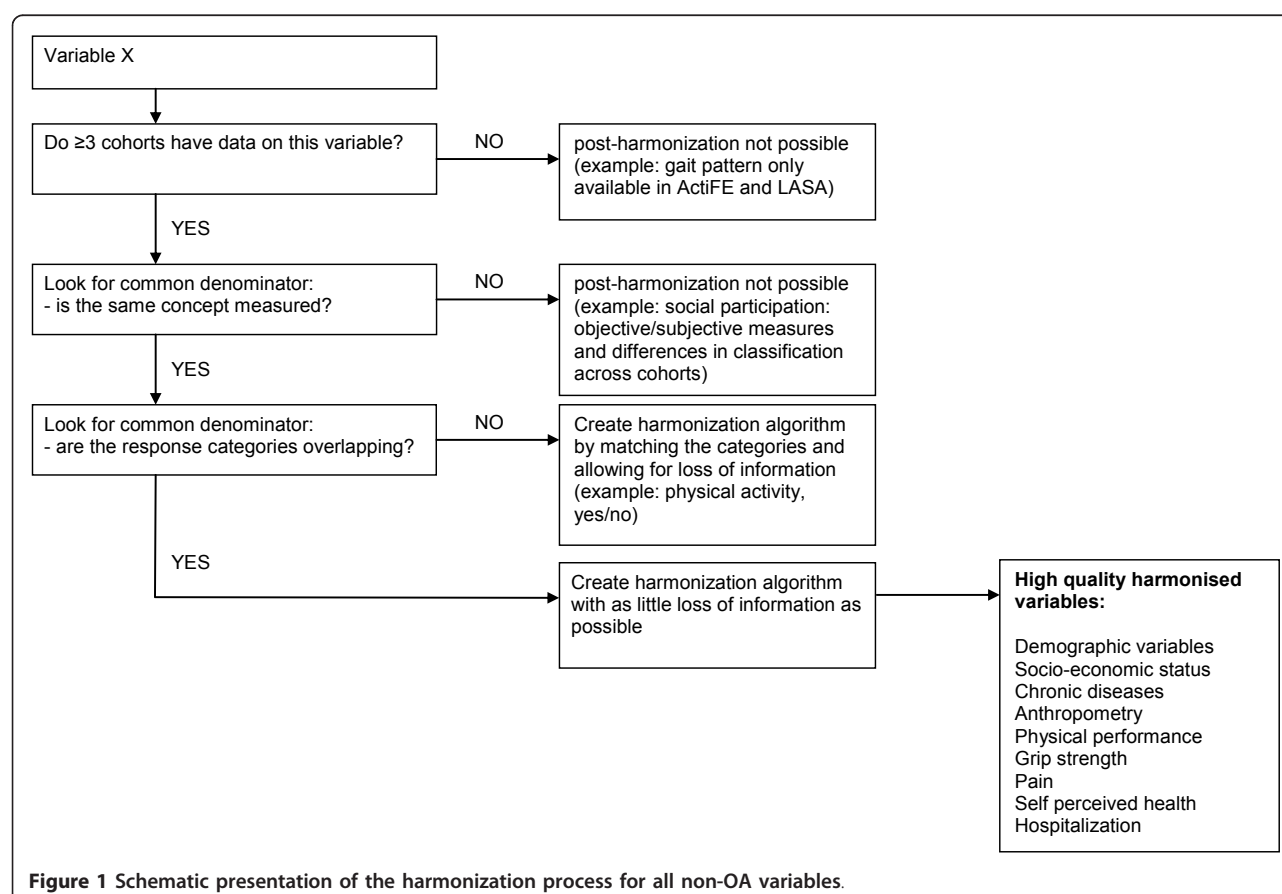 Variable X
Do ≥3 cohorts have data on this variable?
NO
post-harmonization not possible
(example: gait pattern only
available in ActiFE and LASA)
YES
Look for common denominator:
- is the same concept measured?
NO
post-harmonization not possible
(example: social participation:
objective/subjective measures
and differences in classification
across cohorts)
YES
Look for common denominator:
- are the response categories overlapping?
NO
Create harmonization algorithm
by matching the categories and
allowing for loss of information
(example: physical activity,
yes/no)
YES
Create harmonization algorithm
with as little loss of information as
possible
High quality harmonised
variables:
Demographic variables
Socio-economic status
Chronic diseases
Anthropometry
Physical performance
Grip strength
Pain
Self perceived health
Hospitalization
Figure 1 Schematic presentation of the harmonization process for all non-OA variables.